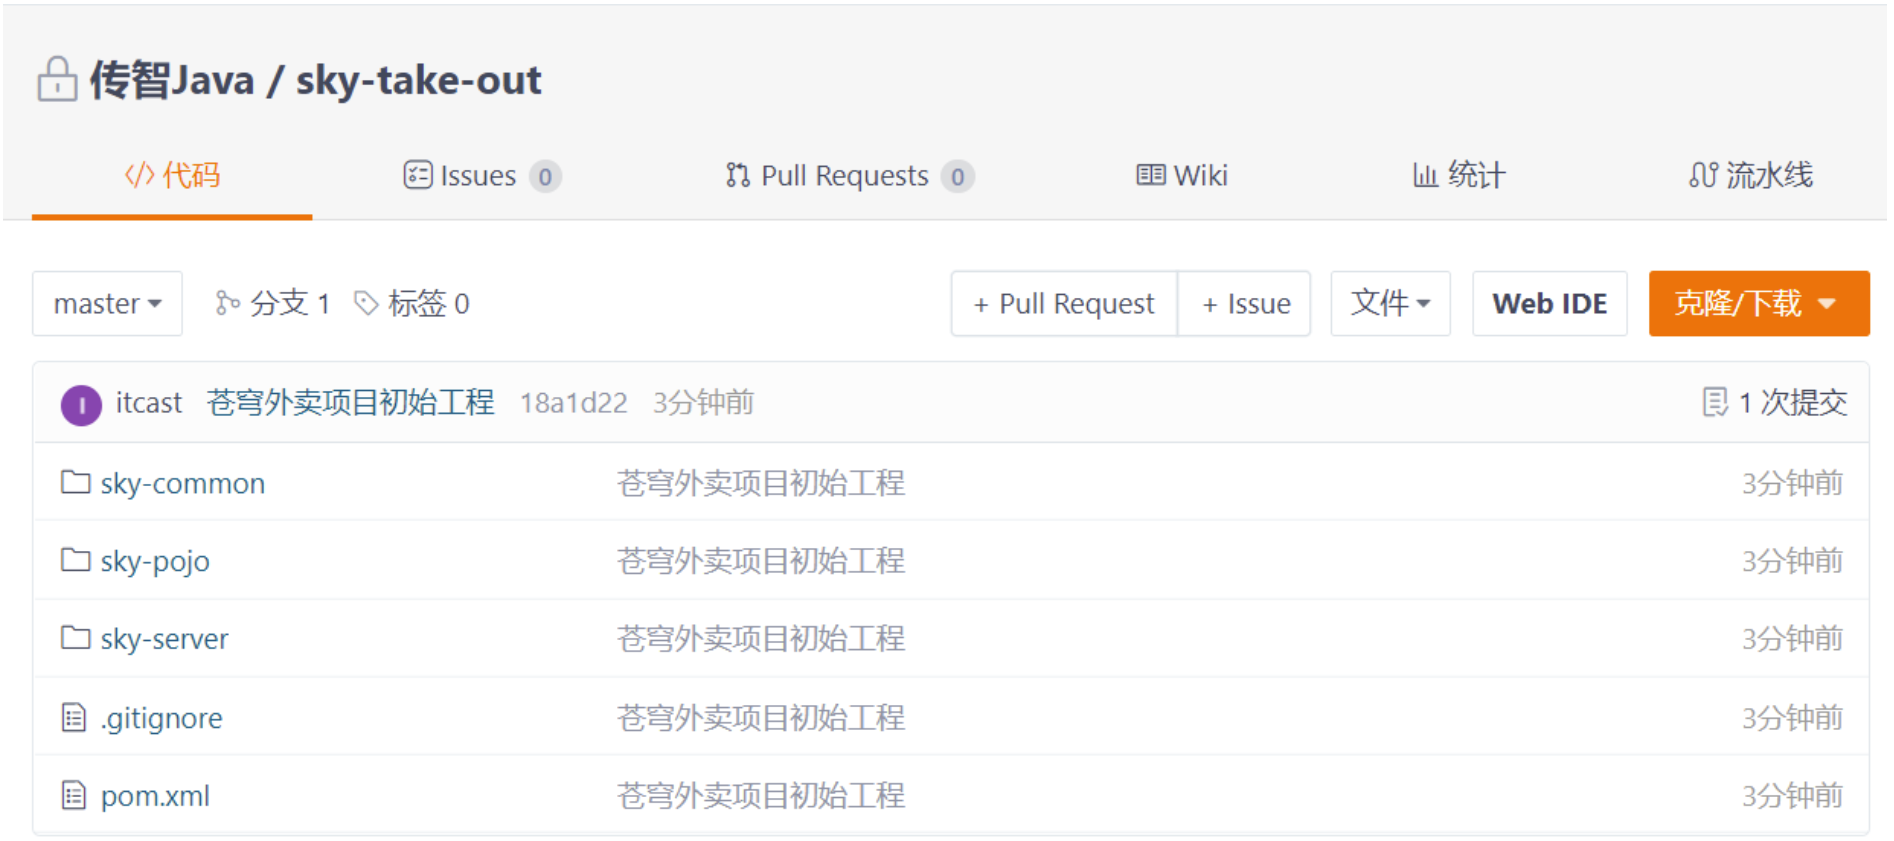 传智Java / sky-take-out
</> 代码 Issues 0 Pull Requests 0 Wiki 统计 流水线
master 分支 1 标签 0 + Pull Request + Issue 文件 Web IDE 克隆/下载
I itcast 苍穹外卖项目初始工程 18a1d22 3分钟前 1 次提交
sky-common 苍穹外卖项目初始工程 3分钟前
sky-pojo 苍穹外卖项目初始工程 3分钟前
sky-server 苍穹外卖项目初始工程 3分钟前
.gitignore 苍穹外卖项目初始工程 3分钟前
pom.xml 苍穹外卖项目初始工程 3分钟前